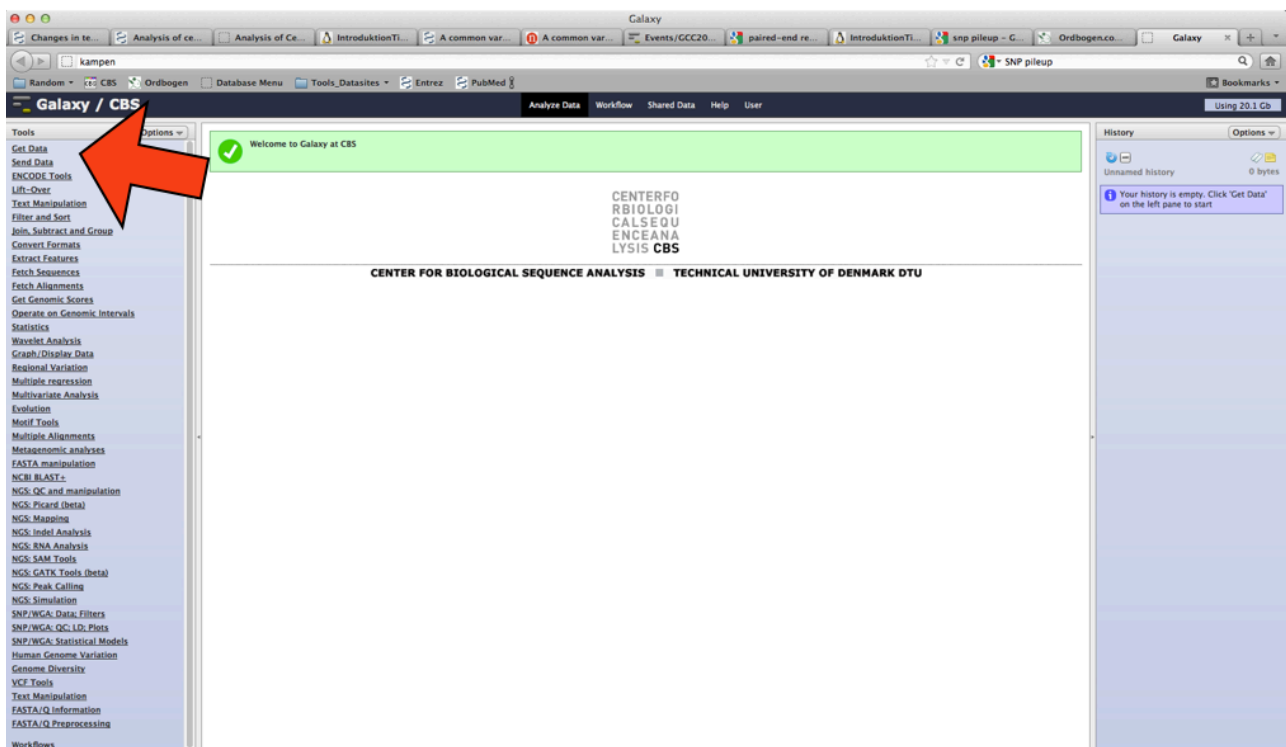 Galaxy
Changes in te... Analysis of ce... Analysis of Ce... IntroduktionTi... A common var... A common var... Events/GCC20... paired-end re... IntroduktionTi... snp pileup - G... Ordbogen.co... Galaxy
kampen SNP pileup
Random CBS Ordbogen Database Menu Tools_Datasites Entrez PubMed Bookmarks
Galaxy / CBS Analyze Data Workflow Shared Data Help User Using 20.1 Gb
Tools Options
Get Data
Send Data
ENCODE Tools
Lift-Over
Text Manipulation
Filter and Sort
Join, Subtract and Group
Convert Formats
Extract Features
Fetch Sequences
Fetch Alignments
Get Genomic Scores
Operate on Genomic Intervals
Statistics
Wavelet Analysis
Graph/Display Data
Regional Variation
Multiple regression
Multivariate Analysis
Evolution
Motif Tools
Multiple Alignments
Metagenomic analyses
FASTA manipulation
NCBI BLAST+
NGS: QC and manipulation
NGS: Picard (beta)
NGS: Mapping
NGS: Indel Analysis
NGS: RNA Analysis
NGS: SAM Tools
NGS: GATK Tools (beta)
NGS: Peak Calling
NGS: Simulation
SNP/WGA: Data; Filters
SNP/WGA: QC; LD; Plots
SNP/WGA: Statistical Models
Human Genome Variation
Genome Diversity
VCF Tools
Text Manipulation
FASTA/Q Information
FASTA/Q Preprocessing
Workflows
Welcome to Galaxy at CBS
CENTERFO
RBIOLOGI
CALSEQU
ENCEANA
LYSIS CBS
CENTER FOR BIOLOGICAL SEQUENCE ANALYSIS TECHNICAL UNIVERSITY OF DENMARK DTU
History Options
Unnamed history 0 bytes
Your history is empty. Click 'Get Data'
on the left pane to start